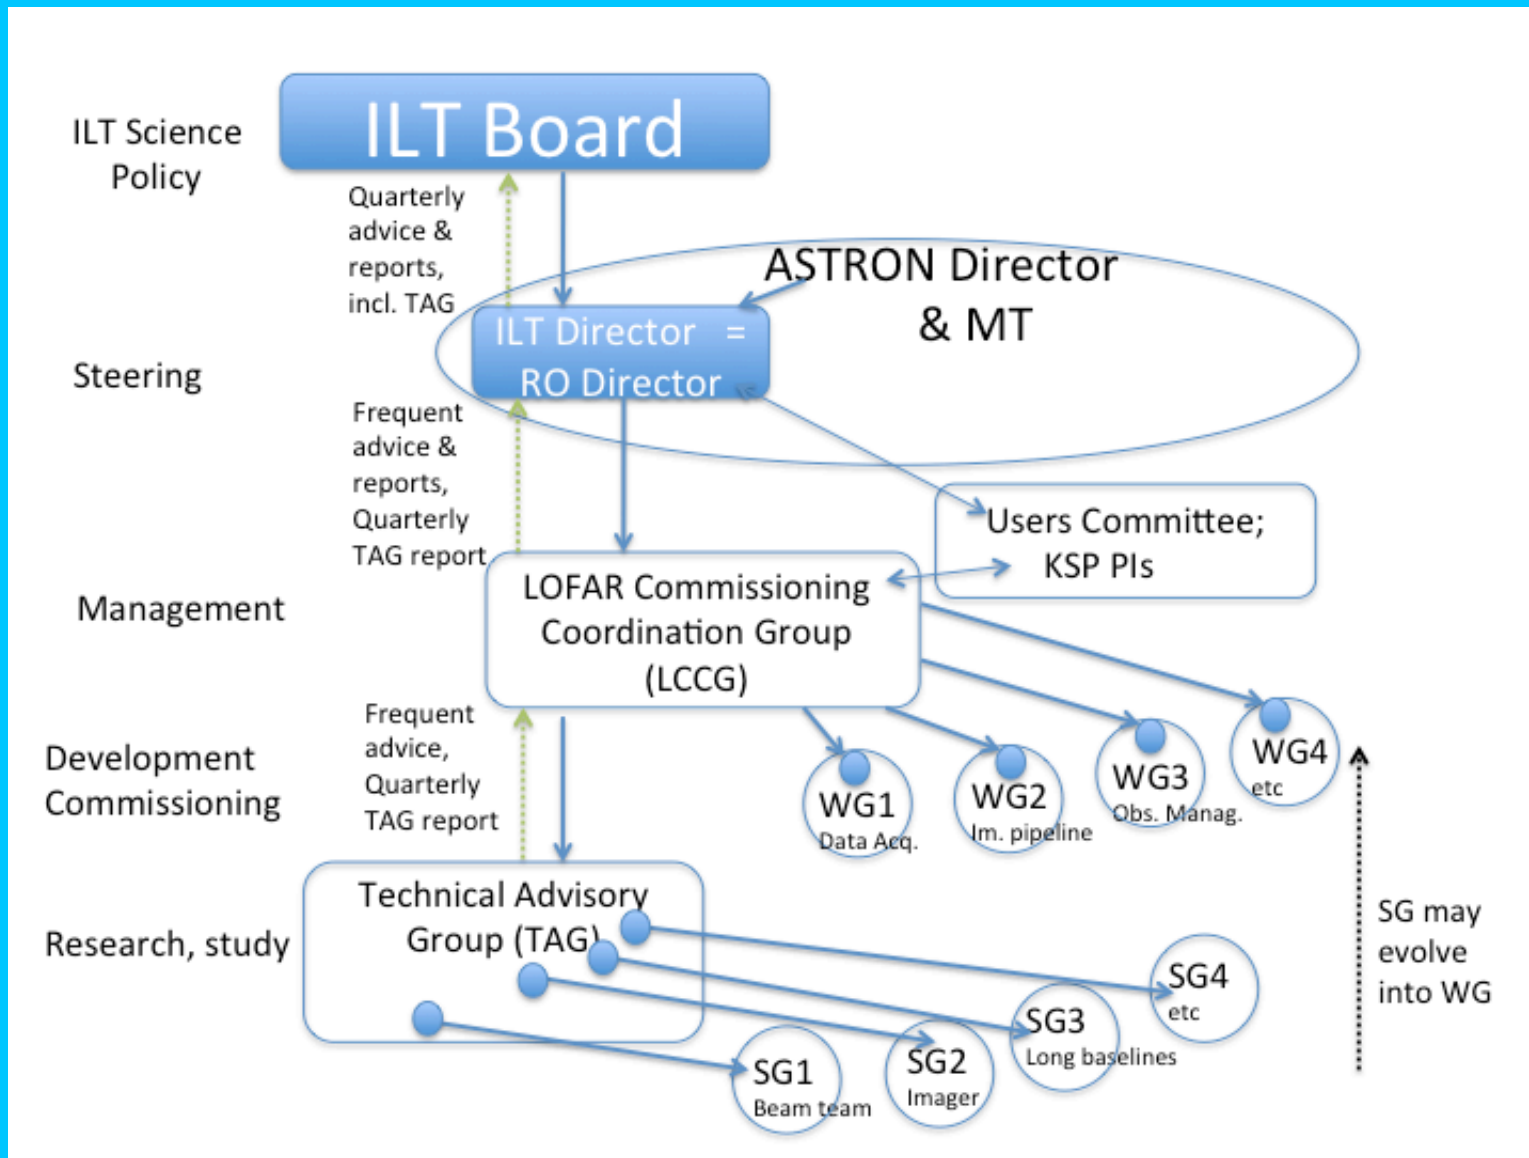 ILT Board
ILT Science
Policy
Quarterly
advice &
reports,
incl. TAG
ASTRON Director
& MT
ILT Director =
RO Director
Steering
Frequent
advice &
reports,
Quarterly
TAG report
Users Committee;
KSP PIs
LOFAR Commissioning
Coordination Group
(LCCG)
Management
Frequent
advice,
Quarterly
TAG report
Development
Commissioning
WG1
Data Acq.
WG2
Im. pipeline
WG3
Obs. Manag.
WG4
etc
Technical Advisory
Group (TAG)
Research, study
SG1
Beam team
SG2
Imager
SG3
Long baselines
SG4
etc
SG may
evolve
into WG